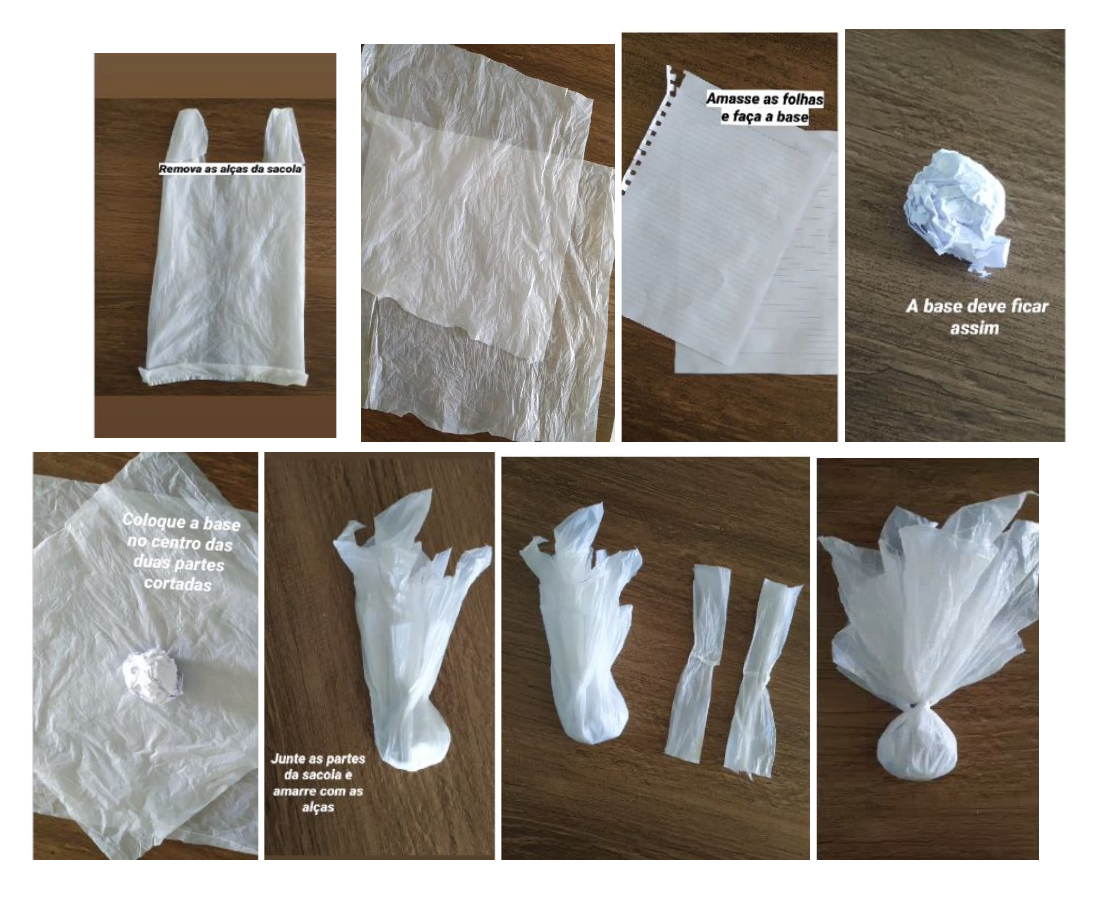 Remova as alças da sacola
Amasse as folhas
e faça a base
A base deve ficar
assim
Coloque a base
no centro das
duas partes
cortadas
Junte as partes
da sacola e
amarre com as
alças